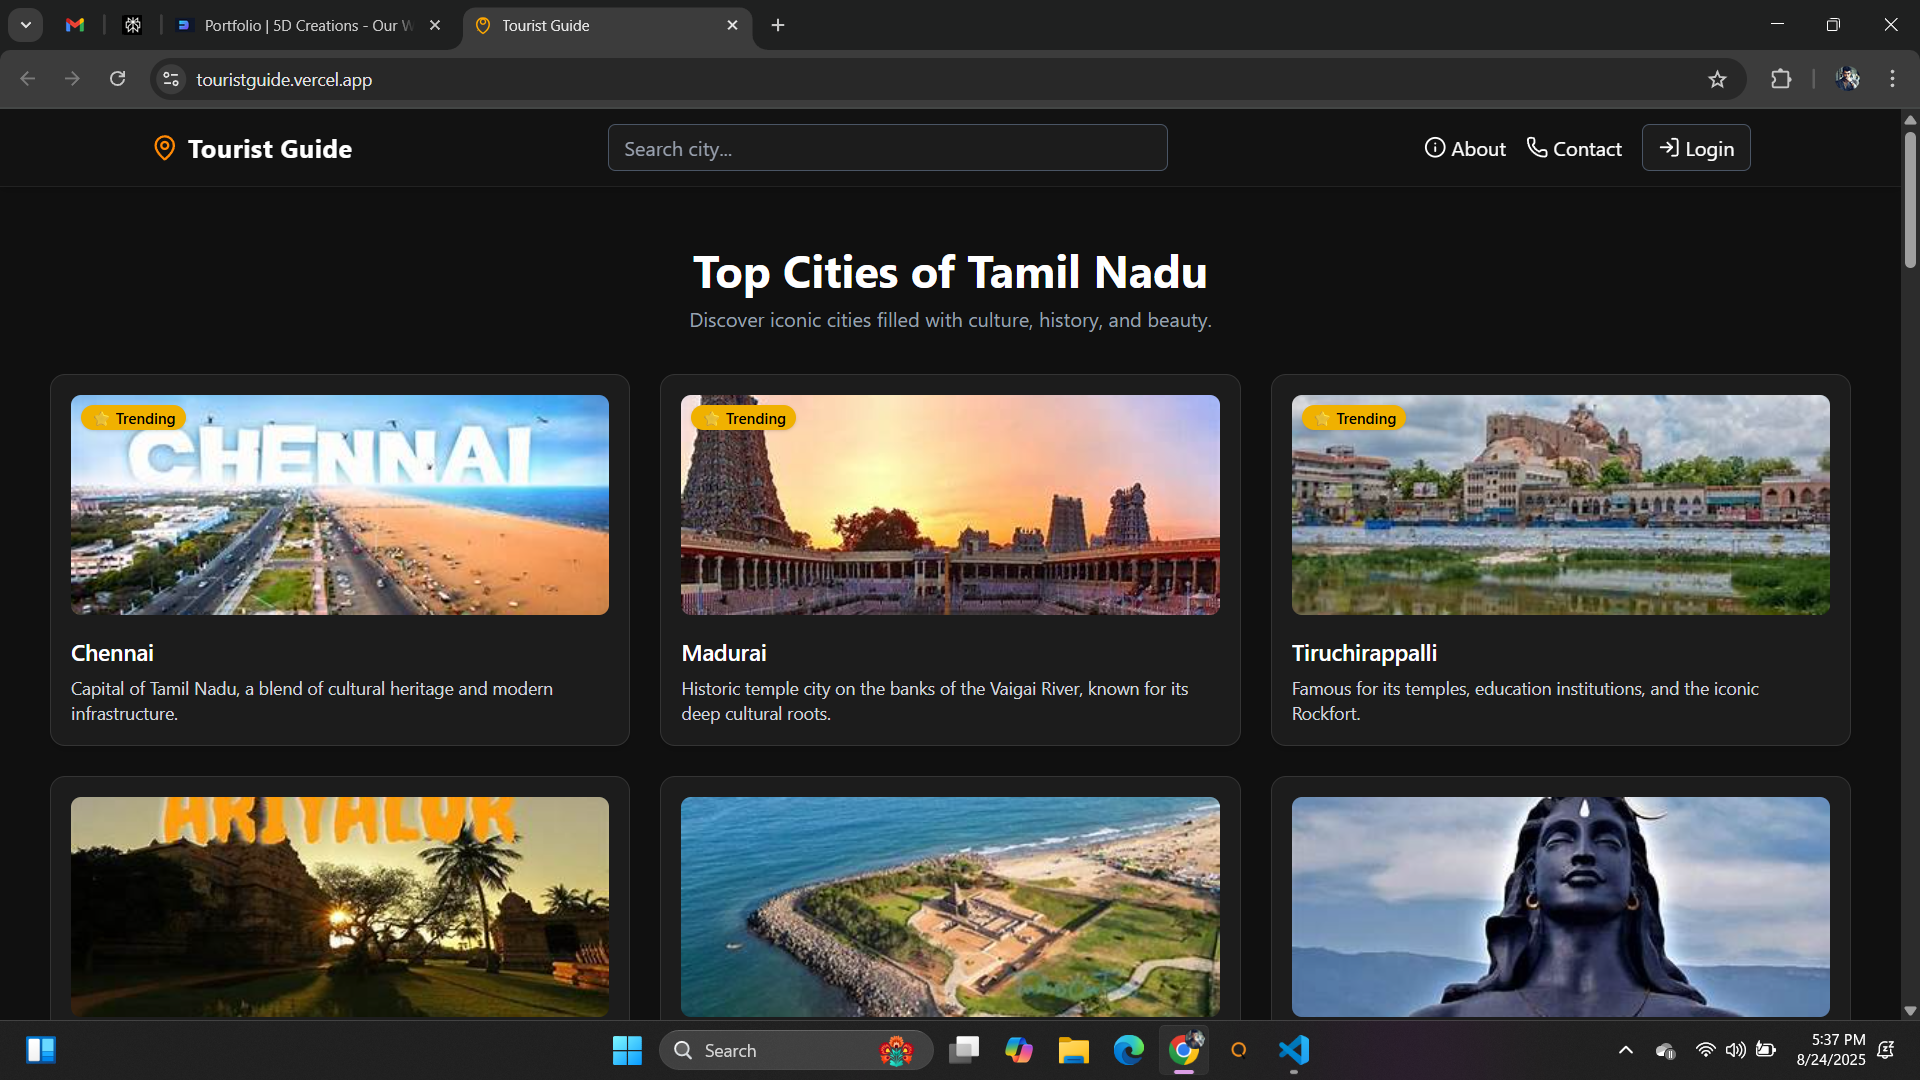 Portfolio | 5D Creations - Our W
Tourist Guide
touristguide.vercel.app
Tourist Guide
Search city...
About
Contact
Login
Top Cities of Tamil Nadu
Discover iconic cities filled with culture, history, and beauty.
Trending
CHENNAI
Trending
Trending
Chennai
Capital of Tamil Nadu, a blend of cultural heritage and modern
infrastructure.
Madurai
Historic temple city on the banks of the Vaigai River, known for its
deep cultural roots.
Tiruchirappalli
Famous for its temples, education institutions, and the iconic
Rockfort.
ARIYALUR
Search
5:37 PM
8/24/2025